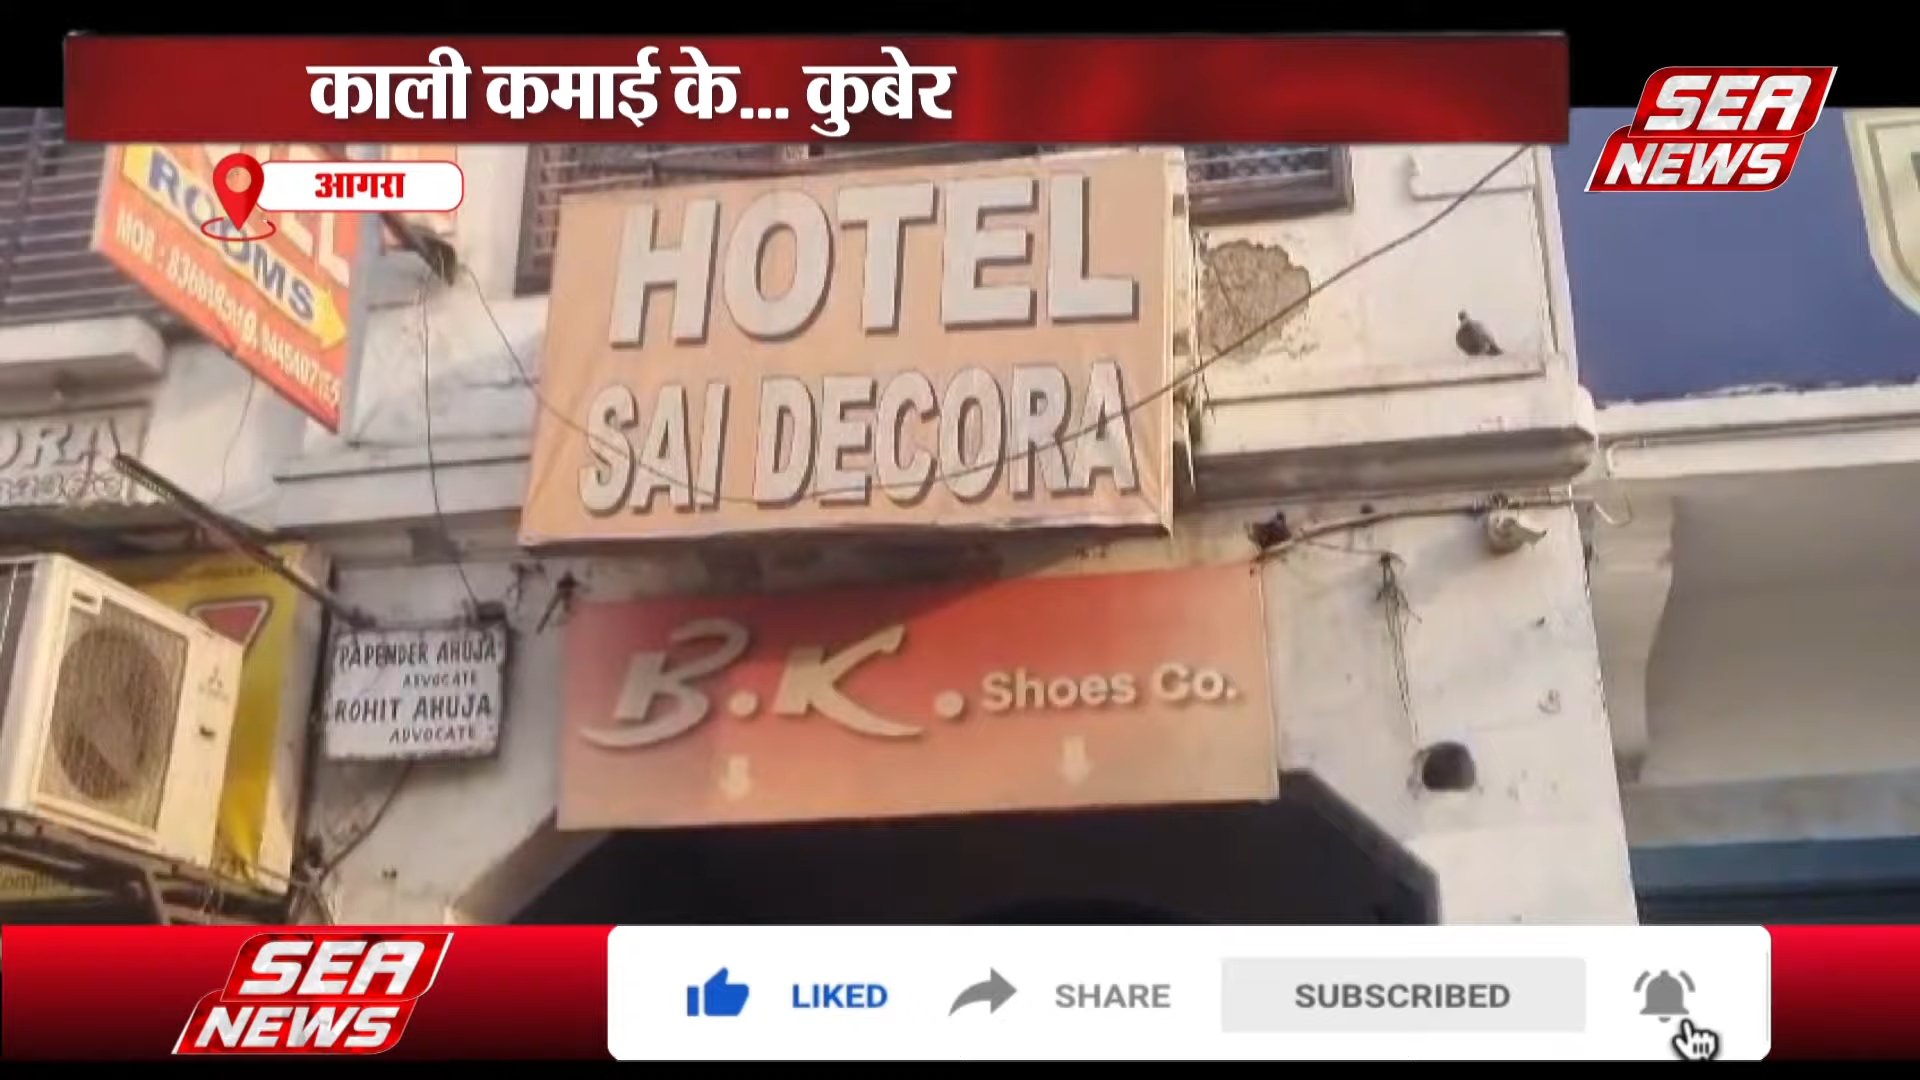 काली कमाई के... कुबेर
SEA
NEWS
आगरा
ROOMS
HOTEL
SAI DECORA
PAPENDER AHUJA
ADVOCATE
ROHIT AHUJA
ADVOCATE
B.K. Shoes Co.
SEA
NEWS
LIKED
SHARE
SUBSCRIBED